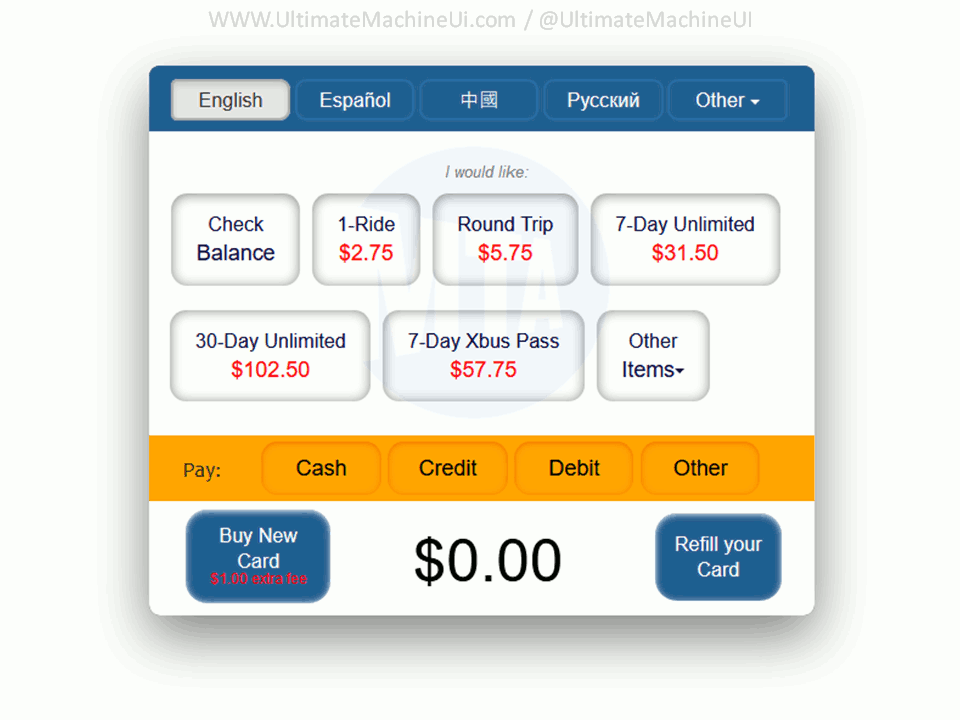 WWW.UltimateMachineUi.com / @UltimateMachineUI
English Español 中國 Русский Other
I would like:
Check Balance
1-Ride
$2.75
Round Trip
$5.75
7-Day Unlimited
$31.50
30-Day Unlimited
$102.50
7-Day Xbus Pass
$57.75
Other
Items
MTA
Pay: Cash Credit Debit Other
Buy New
Card
$1.00 extra fee
$0.00
Refill your
Card